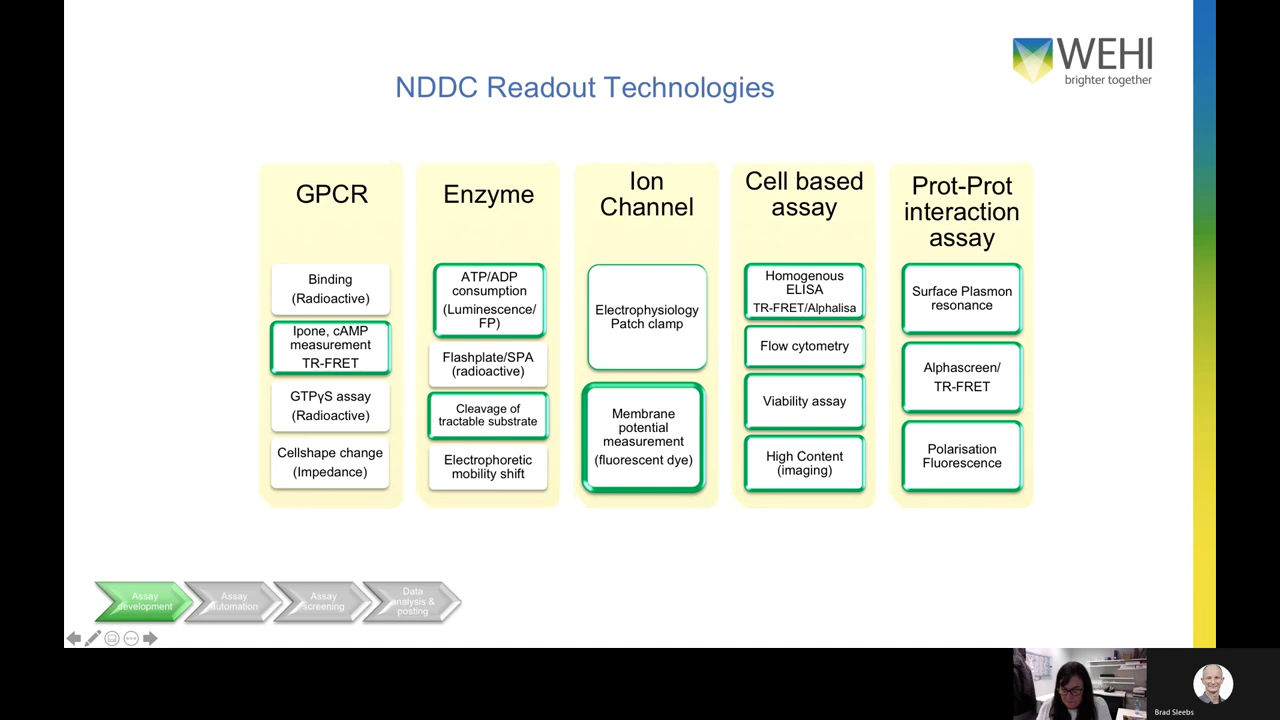 WEHI
brighter together
NDDC Readout Technologies
GPCR
Binding
(Radioactive)
Ipone, cAMP
measurement
TR-FRET
GTPγS assay
(Radioactive)
Cellshape change
(Impedance)
Enzyme
ATP/ADP
consumption
(Luminescence/
FP)
Flashplate/SPA
(radioactive)
Cleavage of
tractable substrate
Electrophoretic
mobility shift
Ion
Channel
Electrophysiology
Patch clamp
Membrane
potential
measurement
(fluorescent dye)
Cell based
assay
Homogenous
ELISA
TR-FRET/Alphalisa
Flow cytometry
Viability assay
High Content
(imaging)
Prot-Prot
interaction
assay
Surface Plasmon
resonance
Alphascreen/
TR-FRET
Polarisation
Fluorescence
Assay
development
Assay
automation
Assay
screening
Data
analysis &
posting
Brad Sleebs